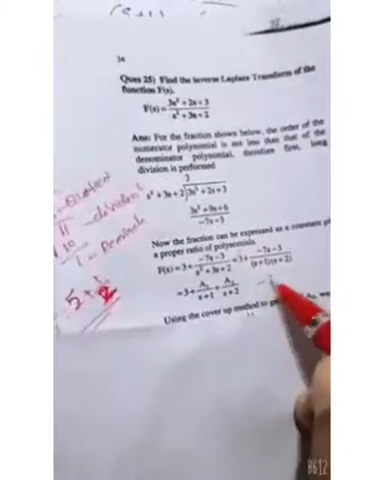 34
Ques 25) Find the inverse Laplace Transform of the
function F(s).
F(s) = 3s² + 2s + 3 / s² + 3s + 2
Ans: For the fraction shown below, the order of the
numerator polynomial is not less than that of the
denominator polynomial, therefore first, long
division is performed
3
s² + 3s + 2)3s² + 2s + 3
3s² + 9s + 6
-7s - 3
Now the fraction can be expressed as a constant
a proper ratio of polynomials
F(s) = 3 + -7s - 3 / s² + 3s + 2 = 3 + -7s - 3 / (s+1)(s+2)
= 3 + A₁ / s+1 + A₂ / s+2
Using the cover up method to
11
dividend
10
1
5
B612